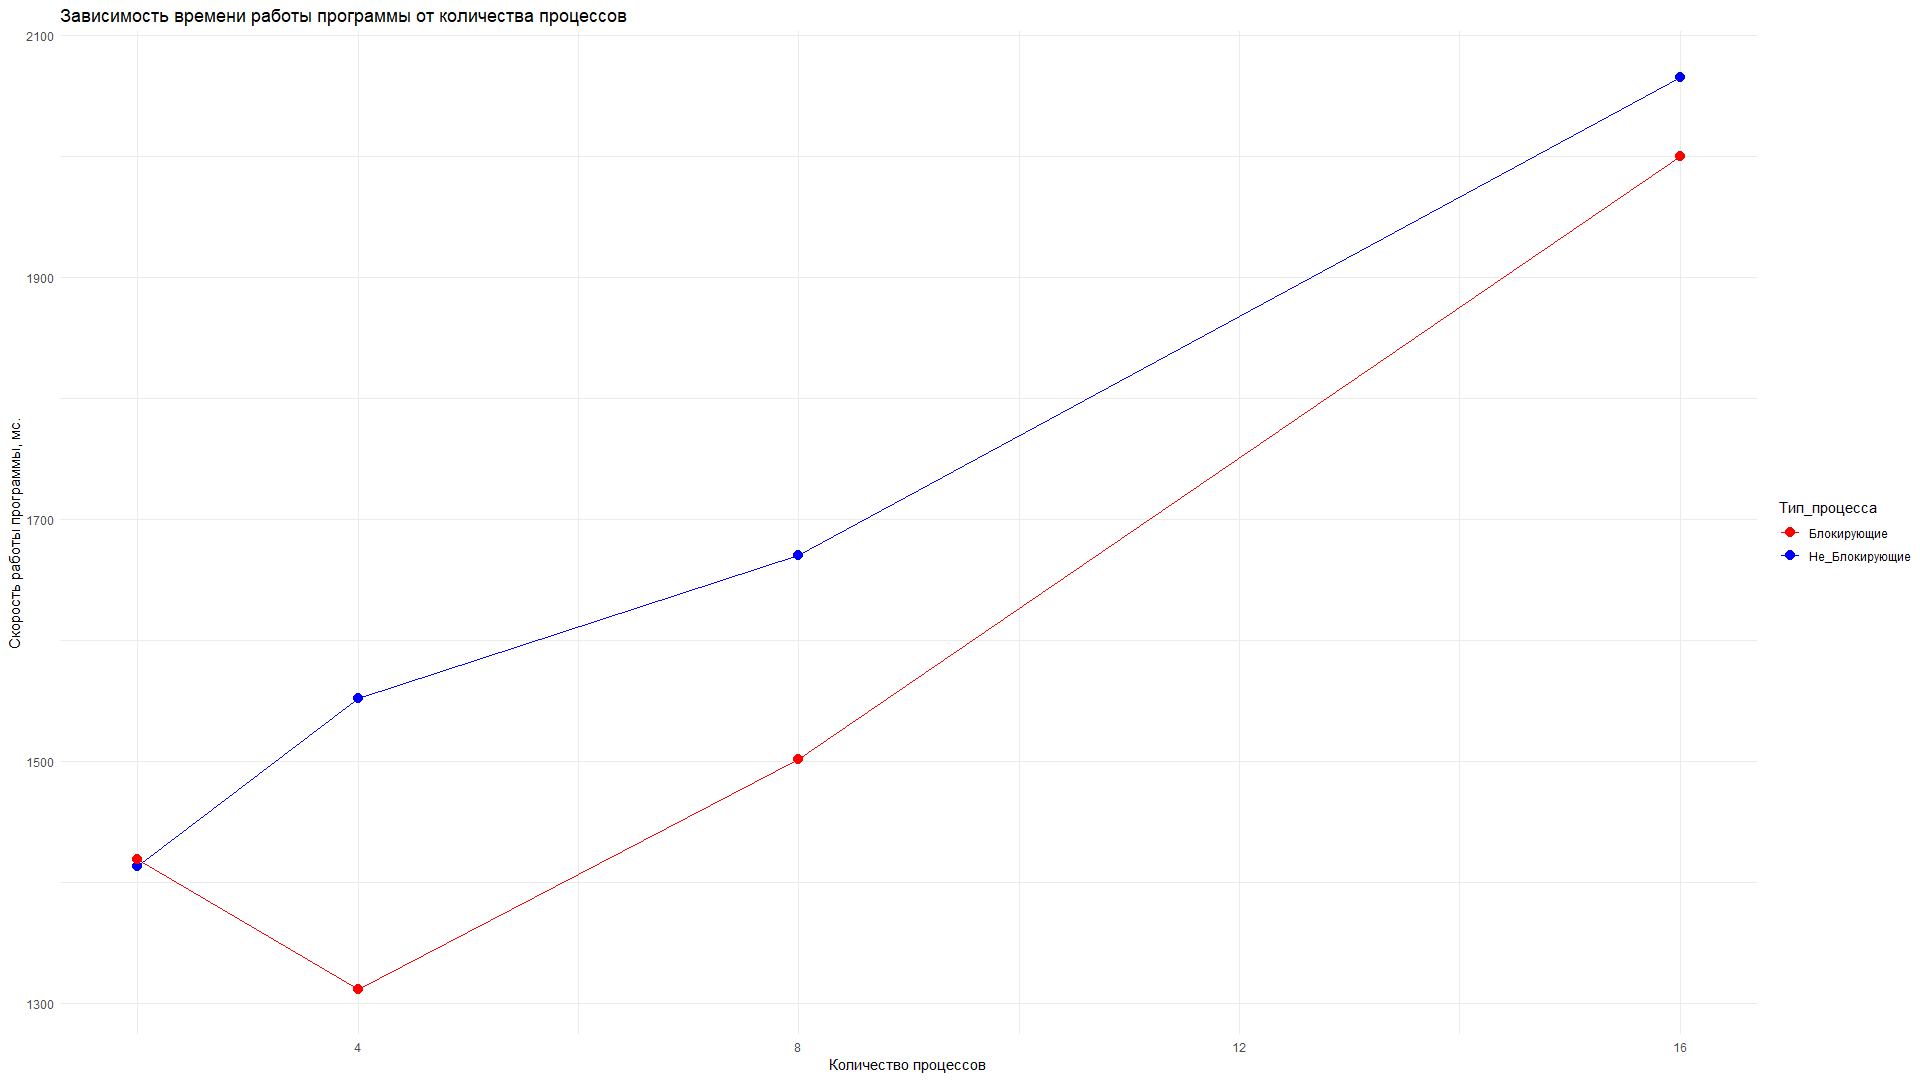 Зависимость времени работы программы от количества процессов
2100
1900
1700
1500
1300
Скорость работы программы, мс.
4
8
12
16
Количество процессов
Тип_процесса
Блокирующие
Не_Блокирующие